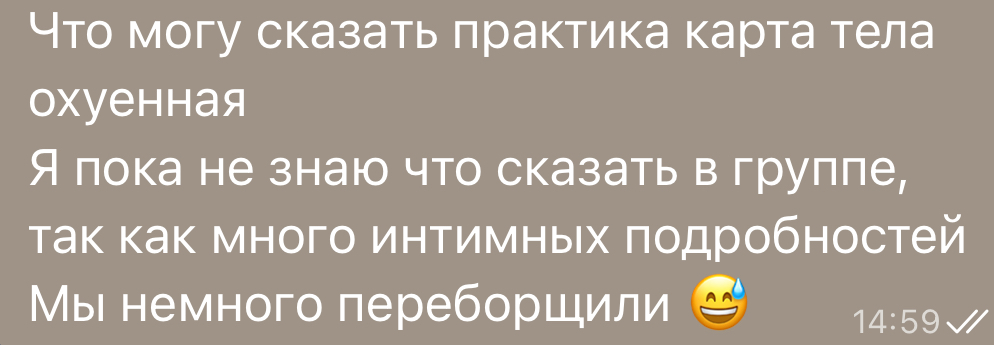 Что могу сказать практика карта тела
охуенная
Я пока не знаю что сказать в группе,
так как много интимных подробностей
Мы немного переборщили 😅
14:59